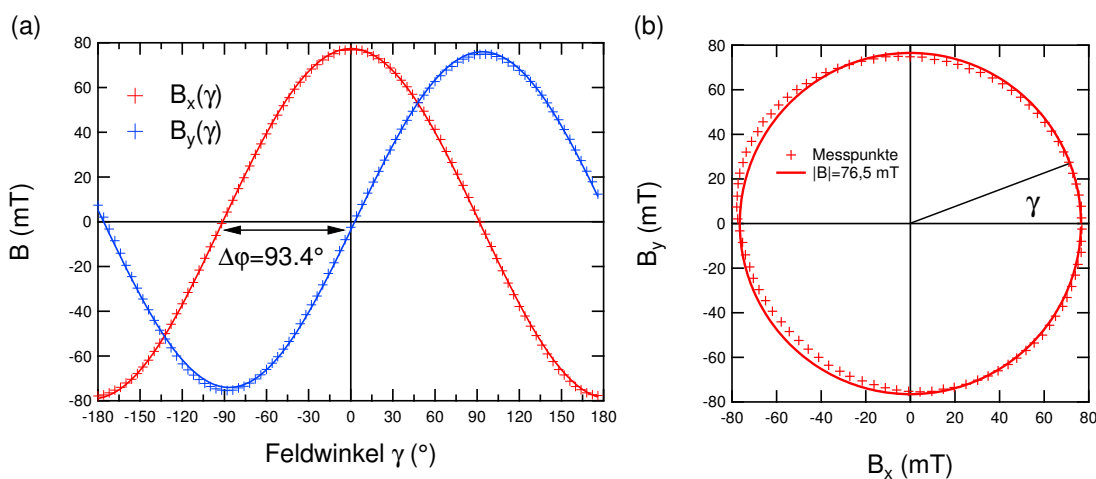 (a)
80
60
40
20
0
-20
-40
-60
-80
B (mT)
Bx(γ)
By(γ)
Δφ=93.4°
-180 -150 -120 -90 -60 -30 0 30 60 90 120 150 180
Feldwinkel γ (°)
(b)
80
60
40
20
0
-20
-40
-60
-80
By (mT)
Messpunkte
|B|=76,5 mT
γ
-80 -60 -40 -20 0 20 40 60 80
Bx (mT)